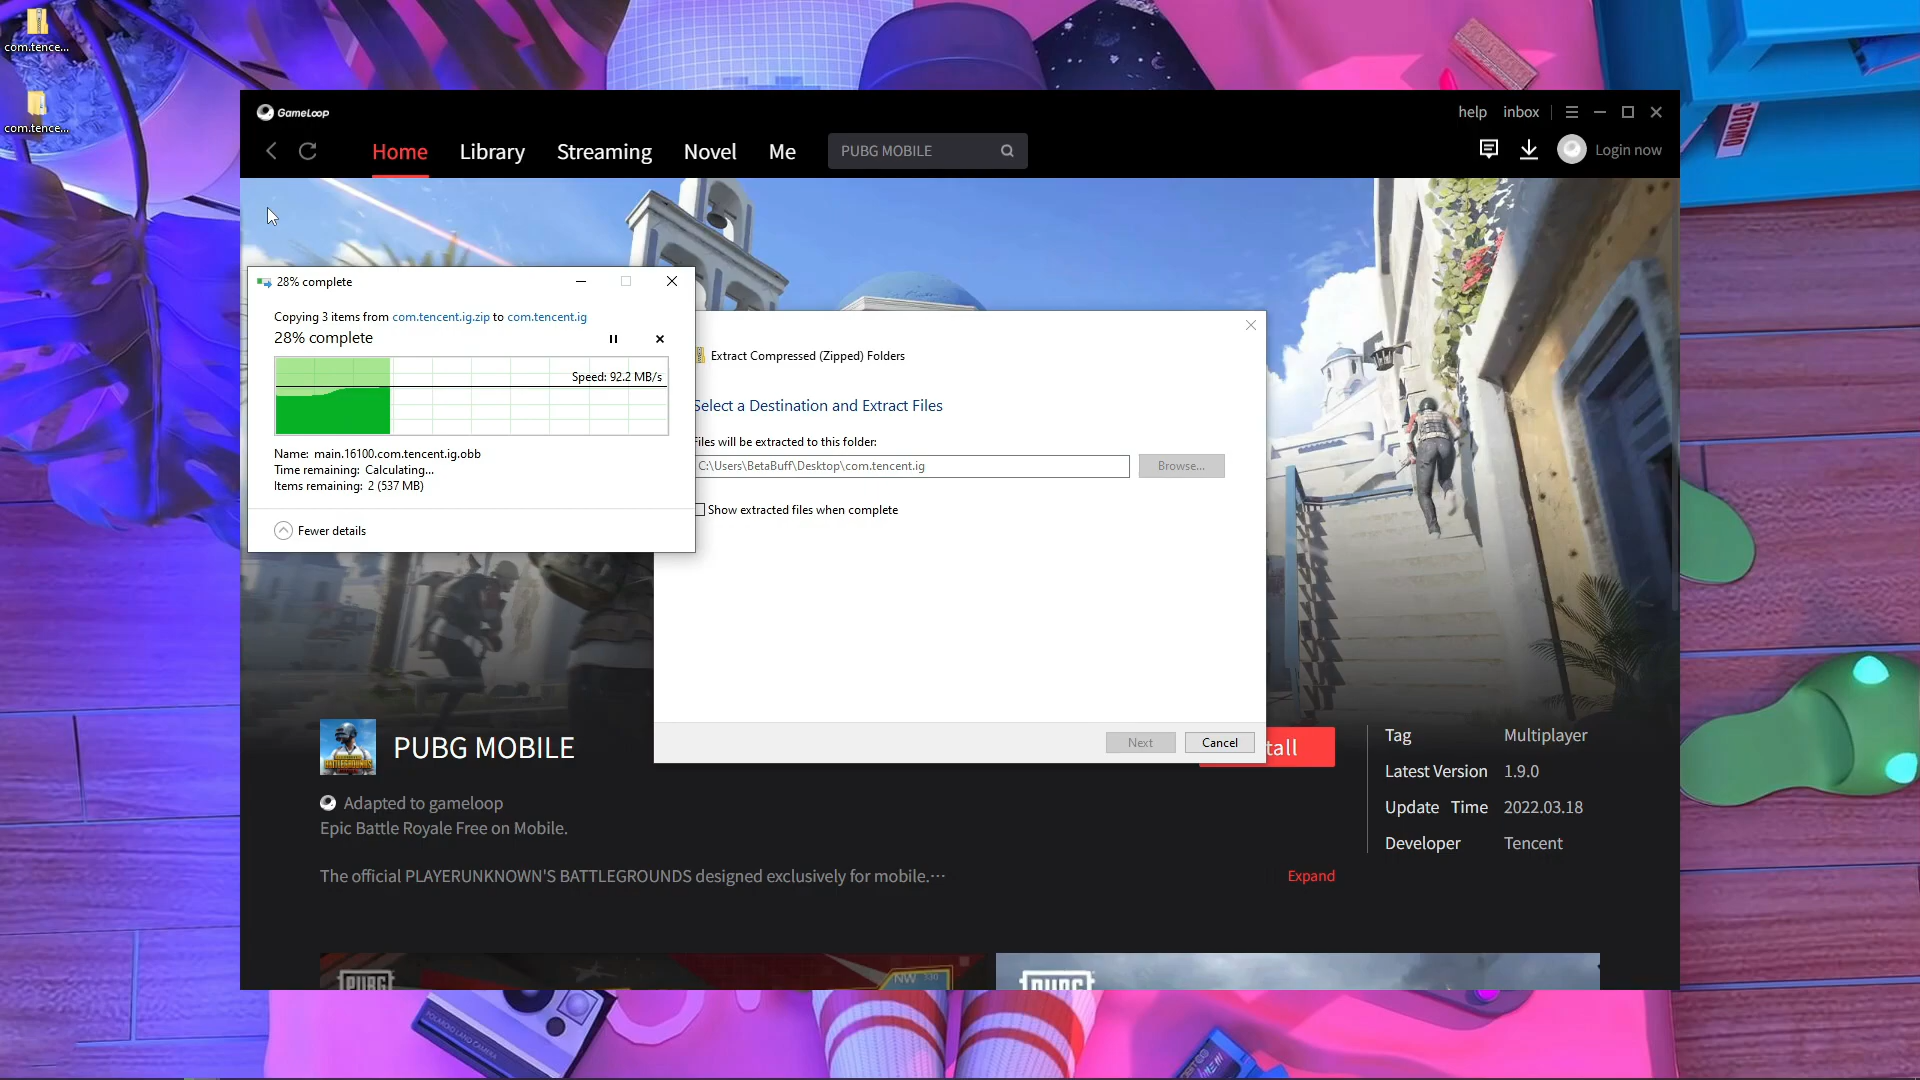 com.tence...
com.tence...
GameLoop
help inbox
Home Library Streaming Novel Me
PUBG MOBILE
Login now
28% complete
Copying 3 items from com.tencent.ig.zip to com.tencent.ig
28% complete
Speed: 92.2 MB/s
Name: main.16100.com.tencent.ig.obb
Time remaining: Calculating...
Items remaining: 2 (537 MB)
Fewer details
Extract Compressed (Zipped) Folders
Select a Destination and Extract Files
Files will be extracted to this folder:
C:\Users\BetaBuff\Desktop\com.tencent.ig
Browse...
Show extracted files when complete
Next
Cancel
tall
PUBG MOBILE
Adapted to gameloop
Epic Battle Royale Free on Mobile.
The official PLAYERUNKNOWN'S BATTLEGROUNDS designed exclusively for mobile.···
Expand
Tag Multiplayer
Latest Version 1.9.0
Update Time 2022.03.18
Developer Tencent
PUBG
PUBG
POLAROID LAND CAMERA